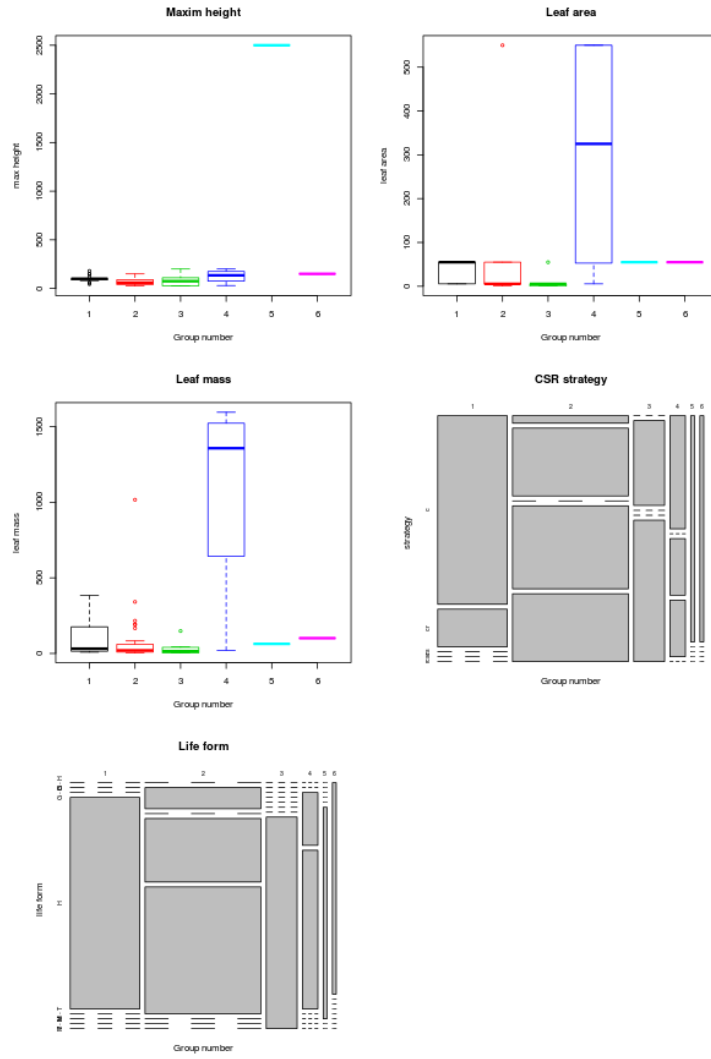 Maxim height
max height
2500
2000
1500
1000
500
0
1 2 3 4 5 6
Group number
Leaf area
leaf area
500
400
300
200
100
0
1 2 3 4 5 6
Group number
Leaf mass
leaf mass
1500
1000
500
0
1 2 3 4 5 6
Group number
CSR strategy
1 2 3 4 5 6
strategy
C
CR
Group number
Life form
1 2 3 4 5 6
life form
H
H
T
Group number